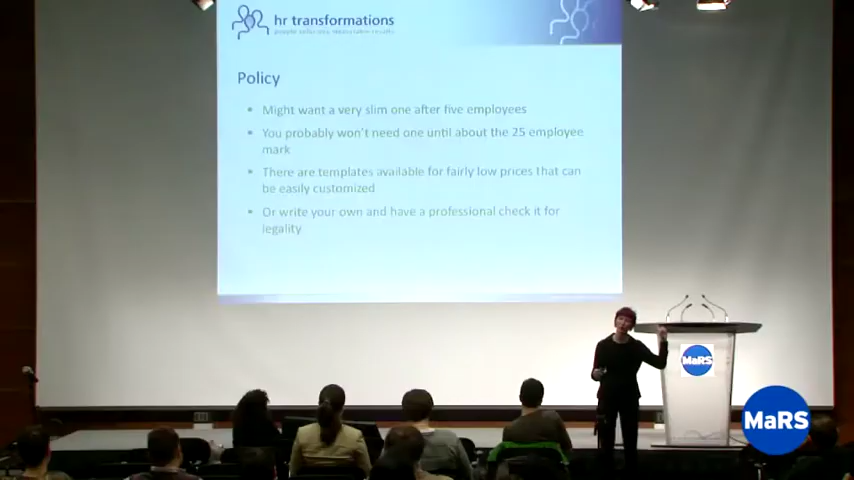 hr transformations
Policy
Might want a very slim one after five employees
You probably won't need one until about the 25 employee
mark
There are templates available for fairly low prices that can
be easily customized
Or write your own and have a professional check it for
legality
MaRS
MaRS